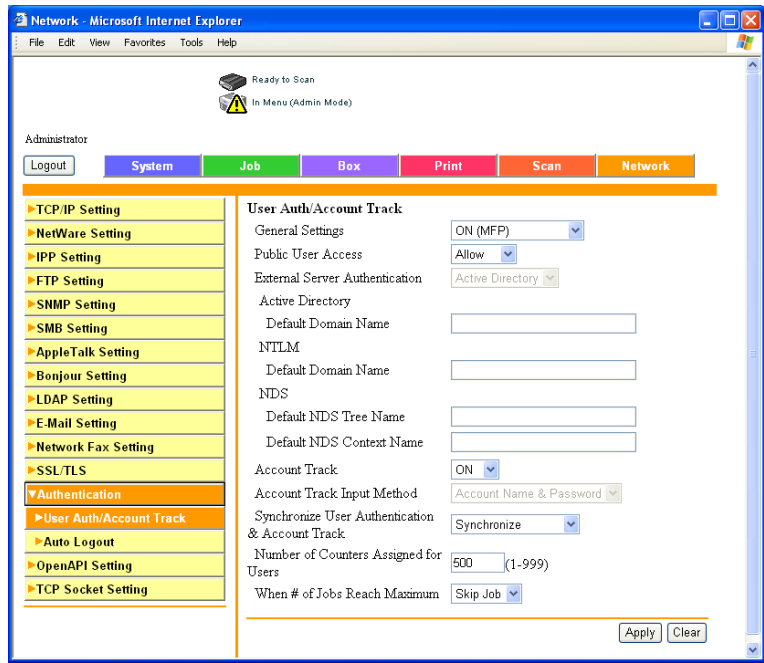 Network - Microsoft Internet Explorer
File Edit View Favorites Tools Help
Ready to Scan
In Menu (Admin Mode)
Administrator
Logout System Job Box Print Scan Network
TCP/IP Setting
NetWare Setting
IPP Setting
FTP Setting
SNMP Setting
SMB Setting
AppleTalk Setting
Bonjour Setting
LDAP Setting
E-Mail Setting
Network Fax Setting
SSL/TLS
Authentication
User Auth/Account Track
Auto Logout
OpenAPI Setting
TCP Socket Setting
User Auth/Account Track
General Settings ON (MFP)
Public User Access Allow
External Server Authentication Active Directory
Active Directory
Default Domain Name
NTLM
Default Domain Name
NDS
Default NDS Tree Name
Default NDS Context Name
Account Track ON
Account Track Input Method Account Name & Password
Synchronize User Authentication
& Account Track Synchronize
Number of Counters Assigned for
Users 500 (1-999)
When # of Jobs Reach Maximum Skip Job
Apply Clear